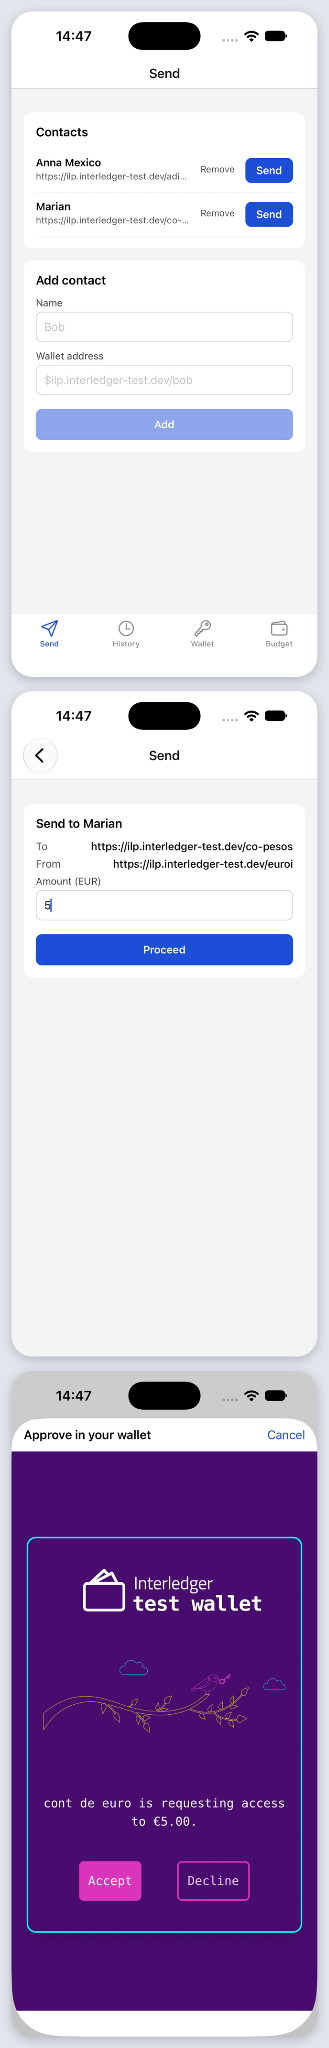 14:47
Send
Contacts
Anna Mexico
https://ilp.interledger-test.dev/adi...
Remove
Send
Marian
https://ilp.interledger-test.dev/co-...
Remove
Send
Add contact
Name
Bob
Wallet address
$ilp.interledger-test.dev/bob
Add
Send
History
Wallet
Budget
14:47
Send
Send to Marian
To https://ilp.interledger-test.dev/co-pesos
From https://ilp.interledger-test.dev/euroi
Amount (EUR)
5
Proceed
14:47
Approve in your wallet
Cancel
Interledger
test wallet
cont de euro is requesting access
to €5.00.
Accept
Decline